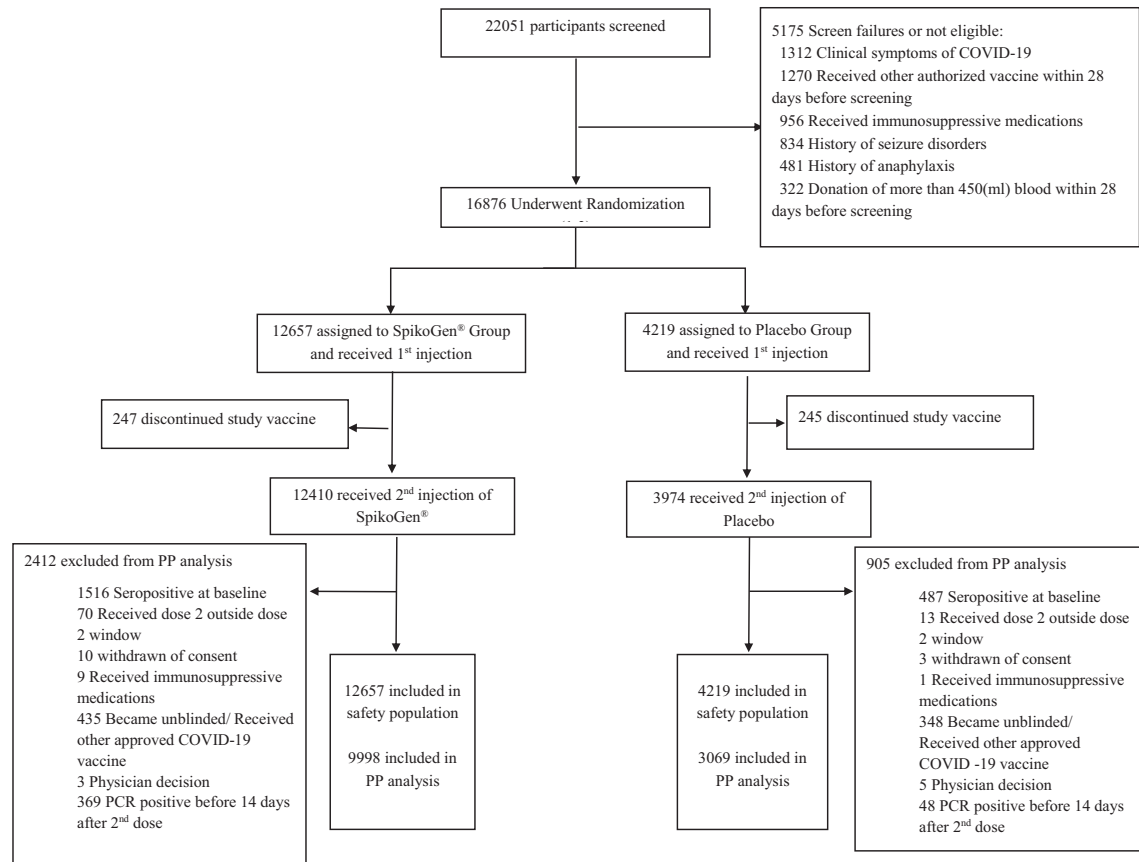 22051 participants screened
5175 Screen failures or not eligible:
1312 Clinical symptoms of COVID-19
1270 Received other authorized vaccine within 28
days before screening
956 Received immunosuppressive medications
834 History of seizure disorders
481 History of anaphylaxis
322 Donation of more than 450(ml) blood within 28
days before screening
16876 Underwent Randomization
12657 assigned to SpikoGen® Group
and received 1st injection
4219 assigned to Placebo Group
and received 1st injection
247 discontinued study vaccine
245 discontinued study vaccine
12410 received 2nd injection of
SpikoGen®
3974 received 2nd injection of
Placebo
2412 excluded from PP analysis
1516 Seropositive at baseline
70 Received dose 2 outside dose
2 window
10 withdrawn of consent
9 Received immunosuppressive
medications
435 Became unblinded/ Received
other approved COVID-19
vaccine
3 Physician decision
369 PCR positive before 14 days
after 2nd dose
12657 included in
safety population
9998 included in
PP analysis
4219 included in
safety population
3069 included in
PP analysis
905 excluded from PP analysis
487 Seropositive at baseline
13 Received dose 2 outside dose
2 window
3 withdrawn of consent
1 Received immunosuppressive
medications
348 Became unblinded/
Received other approved
COVID -19 vaccine
5 Physician decision
48 PCR positive before 14 days
after 2nd dose